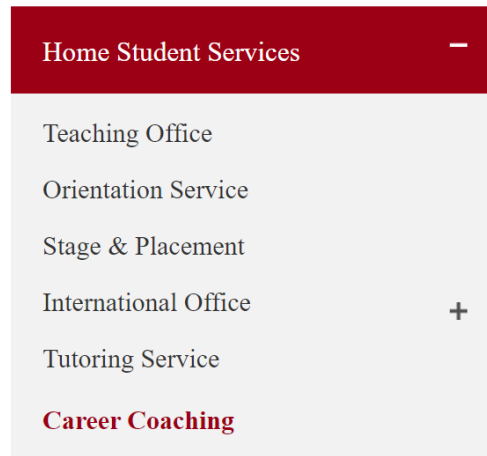 Home Student Services
Teaching Office
Orientation Service
Stage & Placement
International Office
Tutoring Service
Career Coaching